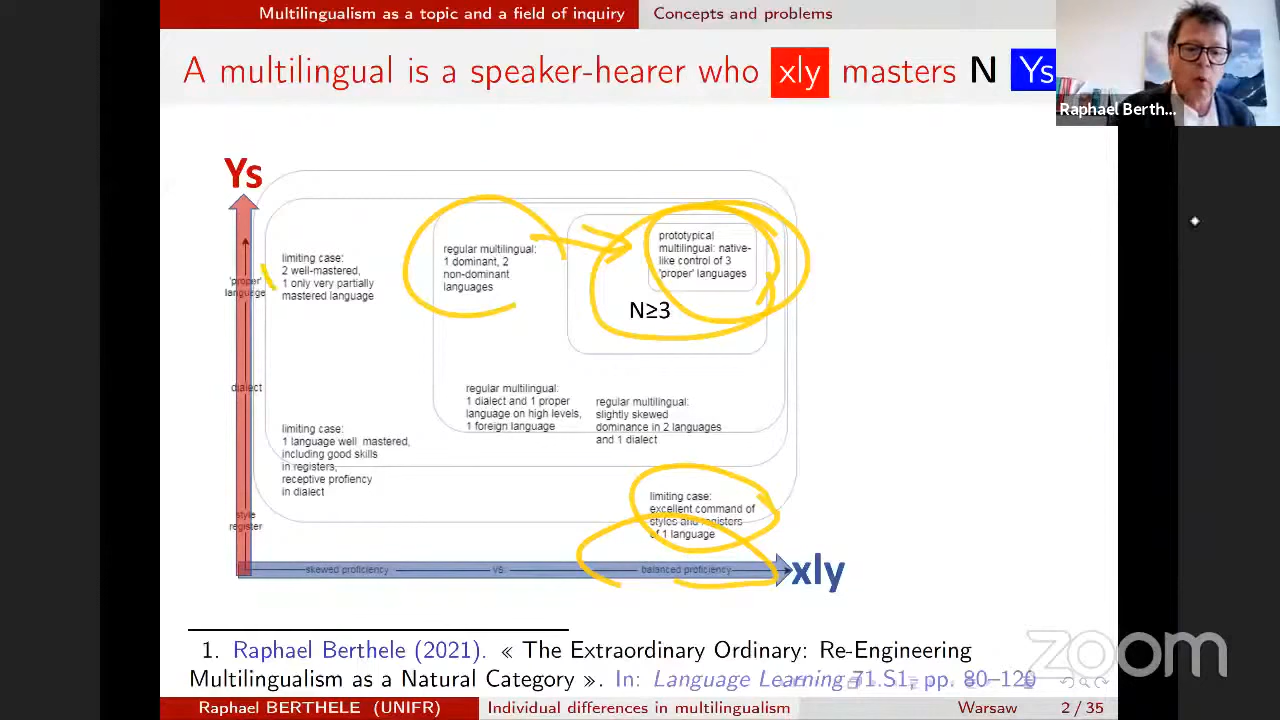 Multilingualism as a topic and a field of inquiry Concepts and problems
A multilingual is a speaker-hearer who xly masters N Ys
Raphael Berth...
Ys
'proper'
language
dialect
style
register
limiting case:
2 well-mastered,
1 only very partially
mastered language
regular multilingual:
1 dominant, 2
non-dominant
languages
prototypical
multilingual: native-
like control of 3
'proper' languages
N≥3
regular multilingual:
1 dialect and 1 proper
language on high levels,
1 foreign language
regular multilingual:
slightly skewed
dominance in 2 languages
and 1 dialect
limiting case:
1 language well mastered,
including good skills
in registers,
receptive profiency
in dialect
limiting case:
excellent command of
styles and registers
of 1 language
skewed proficiency VS. balanced proficiency
xly
1. Raphael Berthele (2021). « The Extraordinary Ordinary: Re-Engineering
Multilingualism as a Natural Category ». In: Language Learning 71.S1, pp. 80–120
zoom
Raphael BERTHELE (UNIFR) Individual differences in multilingualism Warsaw 2 / 35